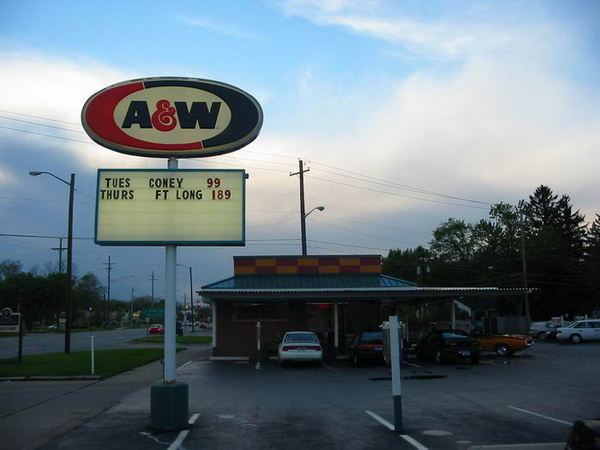 A&W
TUES CONEY 99
THURS FT LONG 189